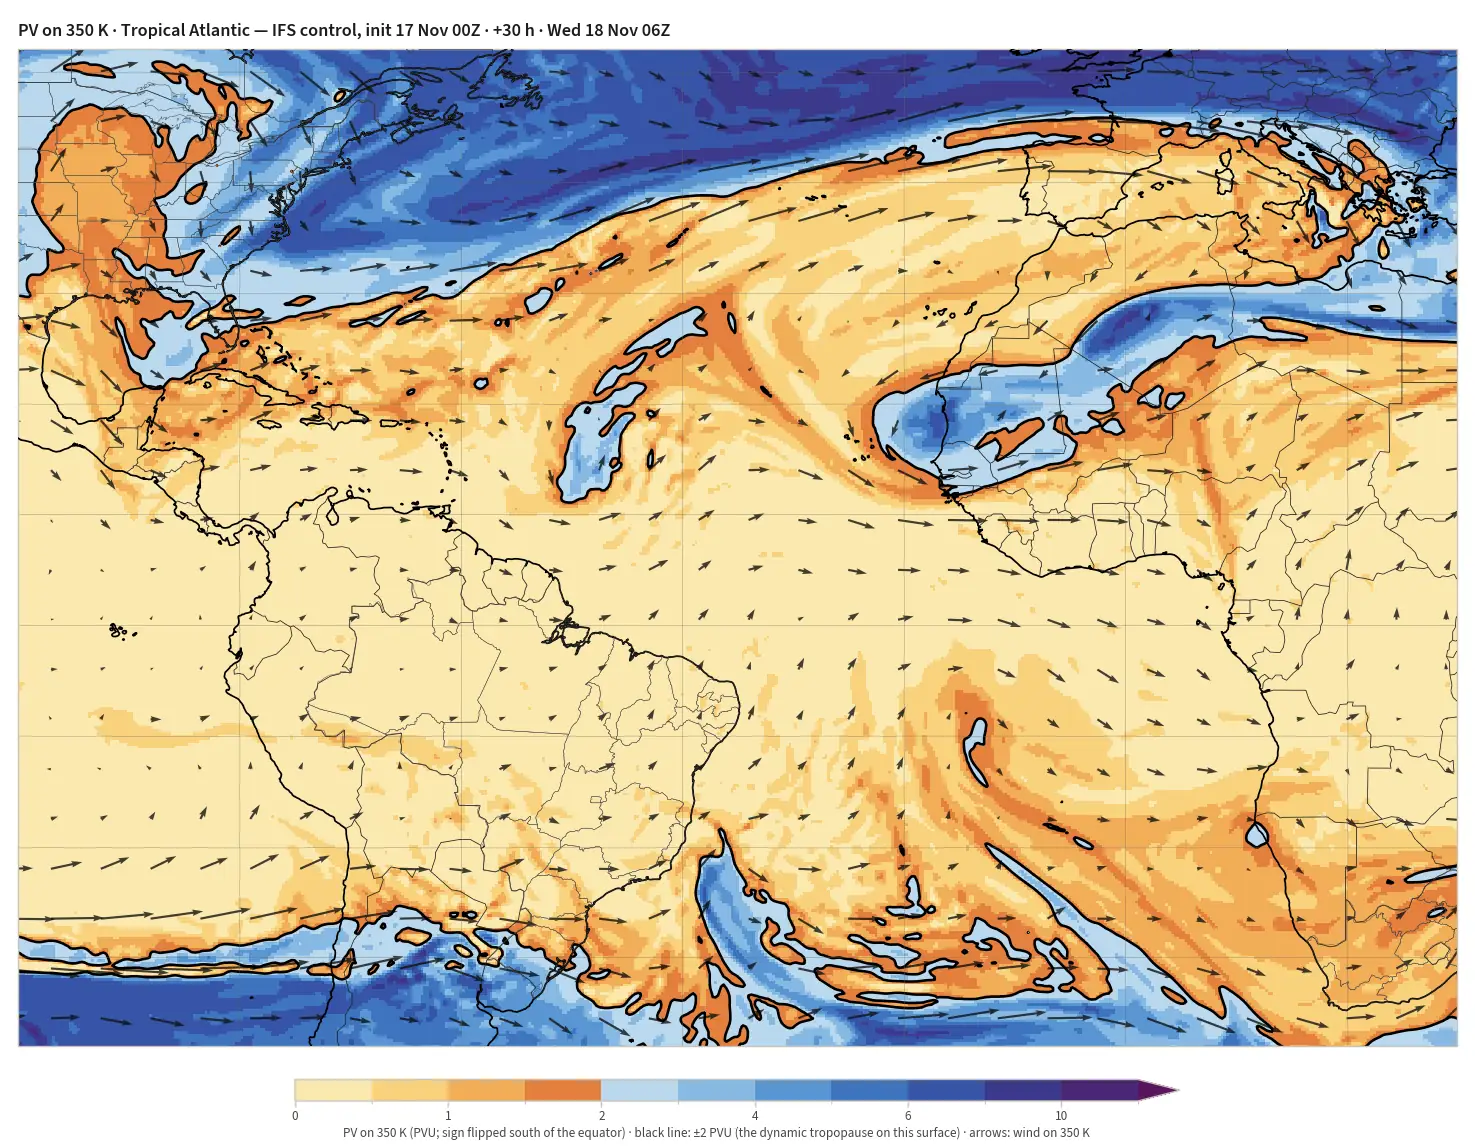 PV on 350 K · Tropical Atlantic — IFS control, init 17 Nov 00Z · +30 h · Wed 18 Nov 06Z
0 1 2 4 6 10
PV on 350 K (PVU; sign flipped south of the equator) · black line: ±2 PVU (the dynamic tropopause on this surface) · arrows: wind on 350 K